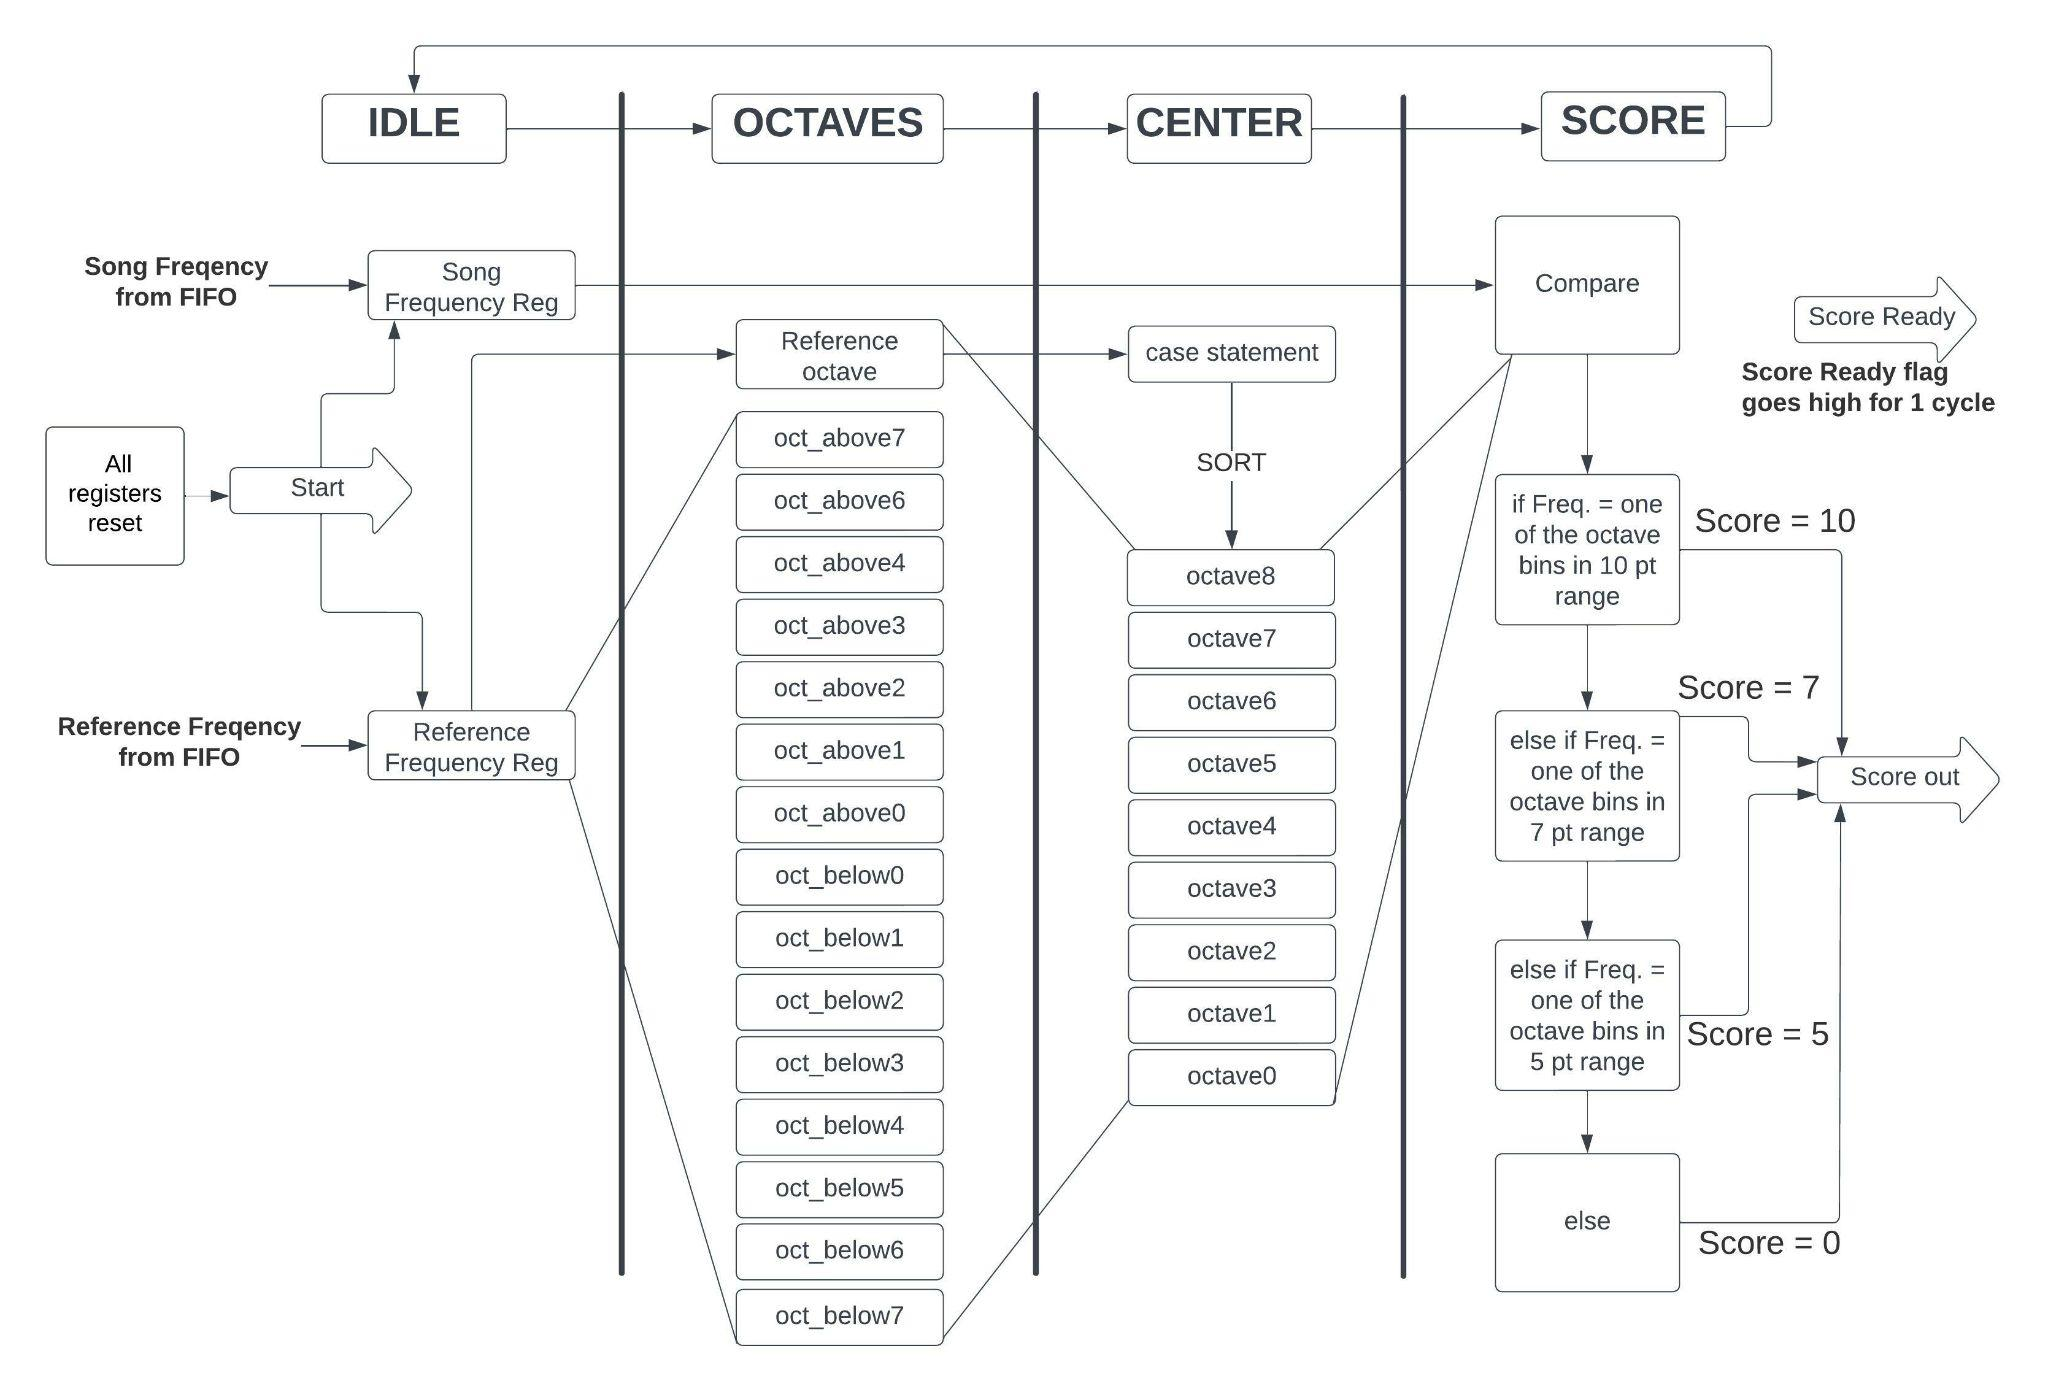 IDLE
OCTAVES
CENTER
SCORE
Song Freqency
from FIFO
Song
Frequency Reg
All
registers
reset
Start
Reference Freqency
from FIFO
Reference
Frequency Reg
Reference
octave
oct_above7
oct_above6
oct_above4
oct_above3
oct_above2
oct_above1
oct_above0
oct_below0
oct_below1
oct_below2
oct_below3
oct_below4
oct_below5
oct_below6
oct_below7
case statement
SORT
octave8
octave7
octave6
octave5
octave4
octave3
octave2
octave1
octave0
Compare
Score Ready
Score Ready flag
goes high for 1 cycle
if Freq. = one
of the octave
bins in 10 pt
range
Score = 10
else if Freq. =
one of the
octave bins in
7 pt range
Score = 7
Score out
else if Freq. =
one of the
octave bins in
5 pt range
Score = 5
else
Score = 0